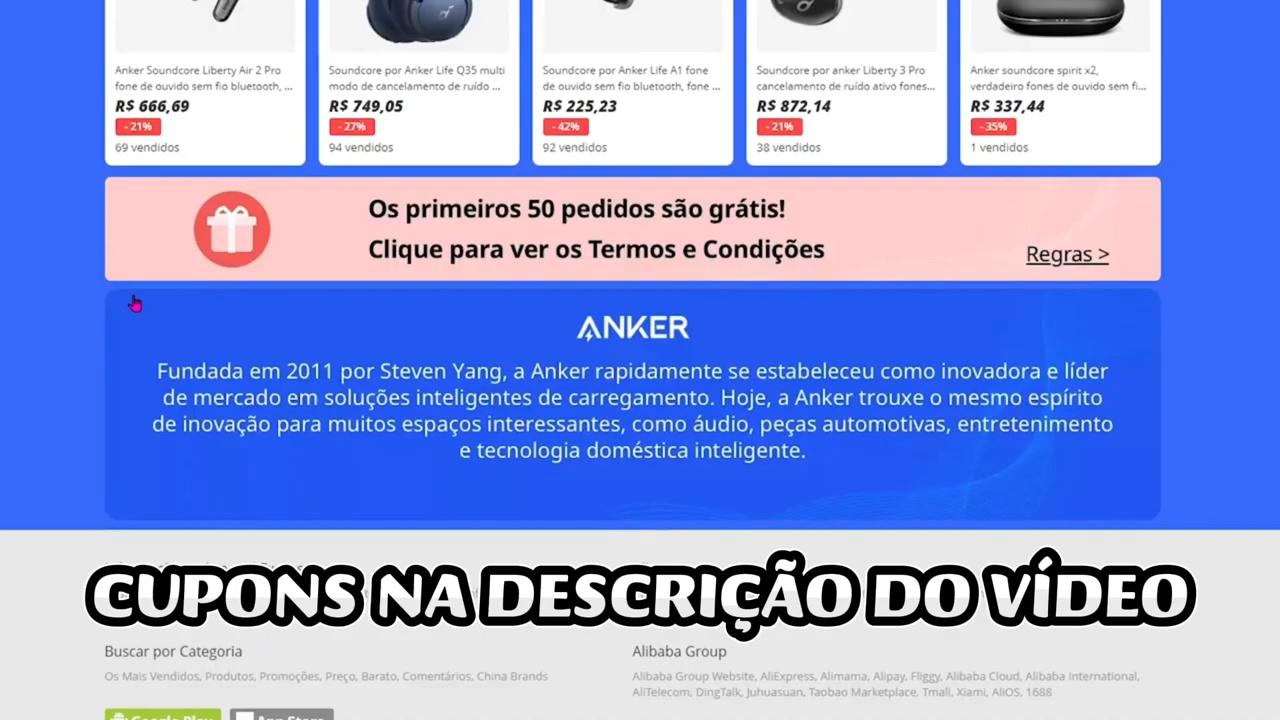 Anker Soundcore Liberty Air 2 Pro
fone de ouvido sem fio bluetooth, ...
R$ 666,69
- 21%
69 vendidos
Soundcore por Anker Life Q35 multi
modo de cancelamento de ruído ...
R$ 749,05
- 27%
94 vendidos
Soundcore por Anker Life A1 fone
de ouvido sem fio bluetooth, fone ...
R$ 225,23
- 42%
92 vendidos
Soundcore por anker Liberty 3 Pro
cancelamento de ruído ativo fones...
R$ 872,14
- 21%
38 vendidos
Anker soundcore spirit x2,
verdadeiro fones de ouvido sem fi...
R$ 337,44
- 35%
1 vendidos
Os primeiros 50 pedidos são grátis!
Clique para ver os Termos e Condições
Regras >
ANKER
Fundada em 2011 por Steven Yang, a Anker rapidamente se estabeleceu como inovadora e líder
de mercado em soluções inteligentes de carregamento. Hoje, a Anker trouxe o mesmo espírito
de inovação para muitos espaços interessantes, como áudio, peças automotivas, entretenimento
e tecnologia doméstica inteligente.
CUPONS NA DESCRIÇÃO DO VÍDEO
Buscar por Categoria
Os Mais Vendidos, Produtos, Promoções, Preço, Barato, Comentários, China Brands
Alibaba Group
Alibaba Group Website, AliExpress, Alimama, Alipay, Fliggy, Alibaba Cloud, Alibaba International,
AliTelecom, DingTalk, Juhuasuan, Taobao Marketplace, Tmall, Xiami, AliOS, 1688
Google Play
App Store